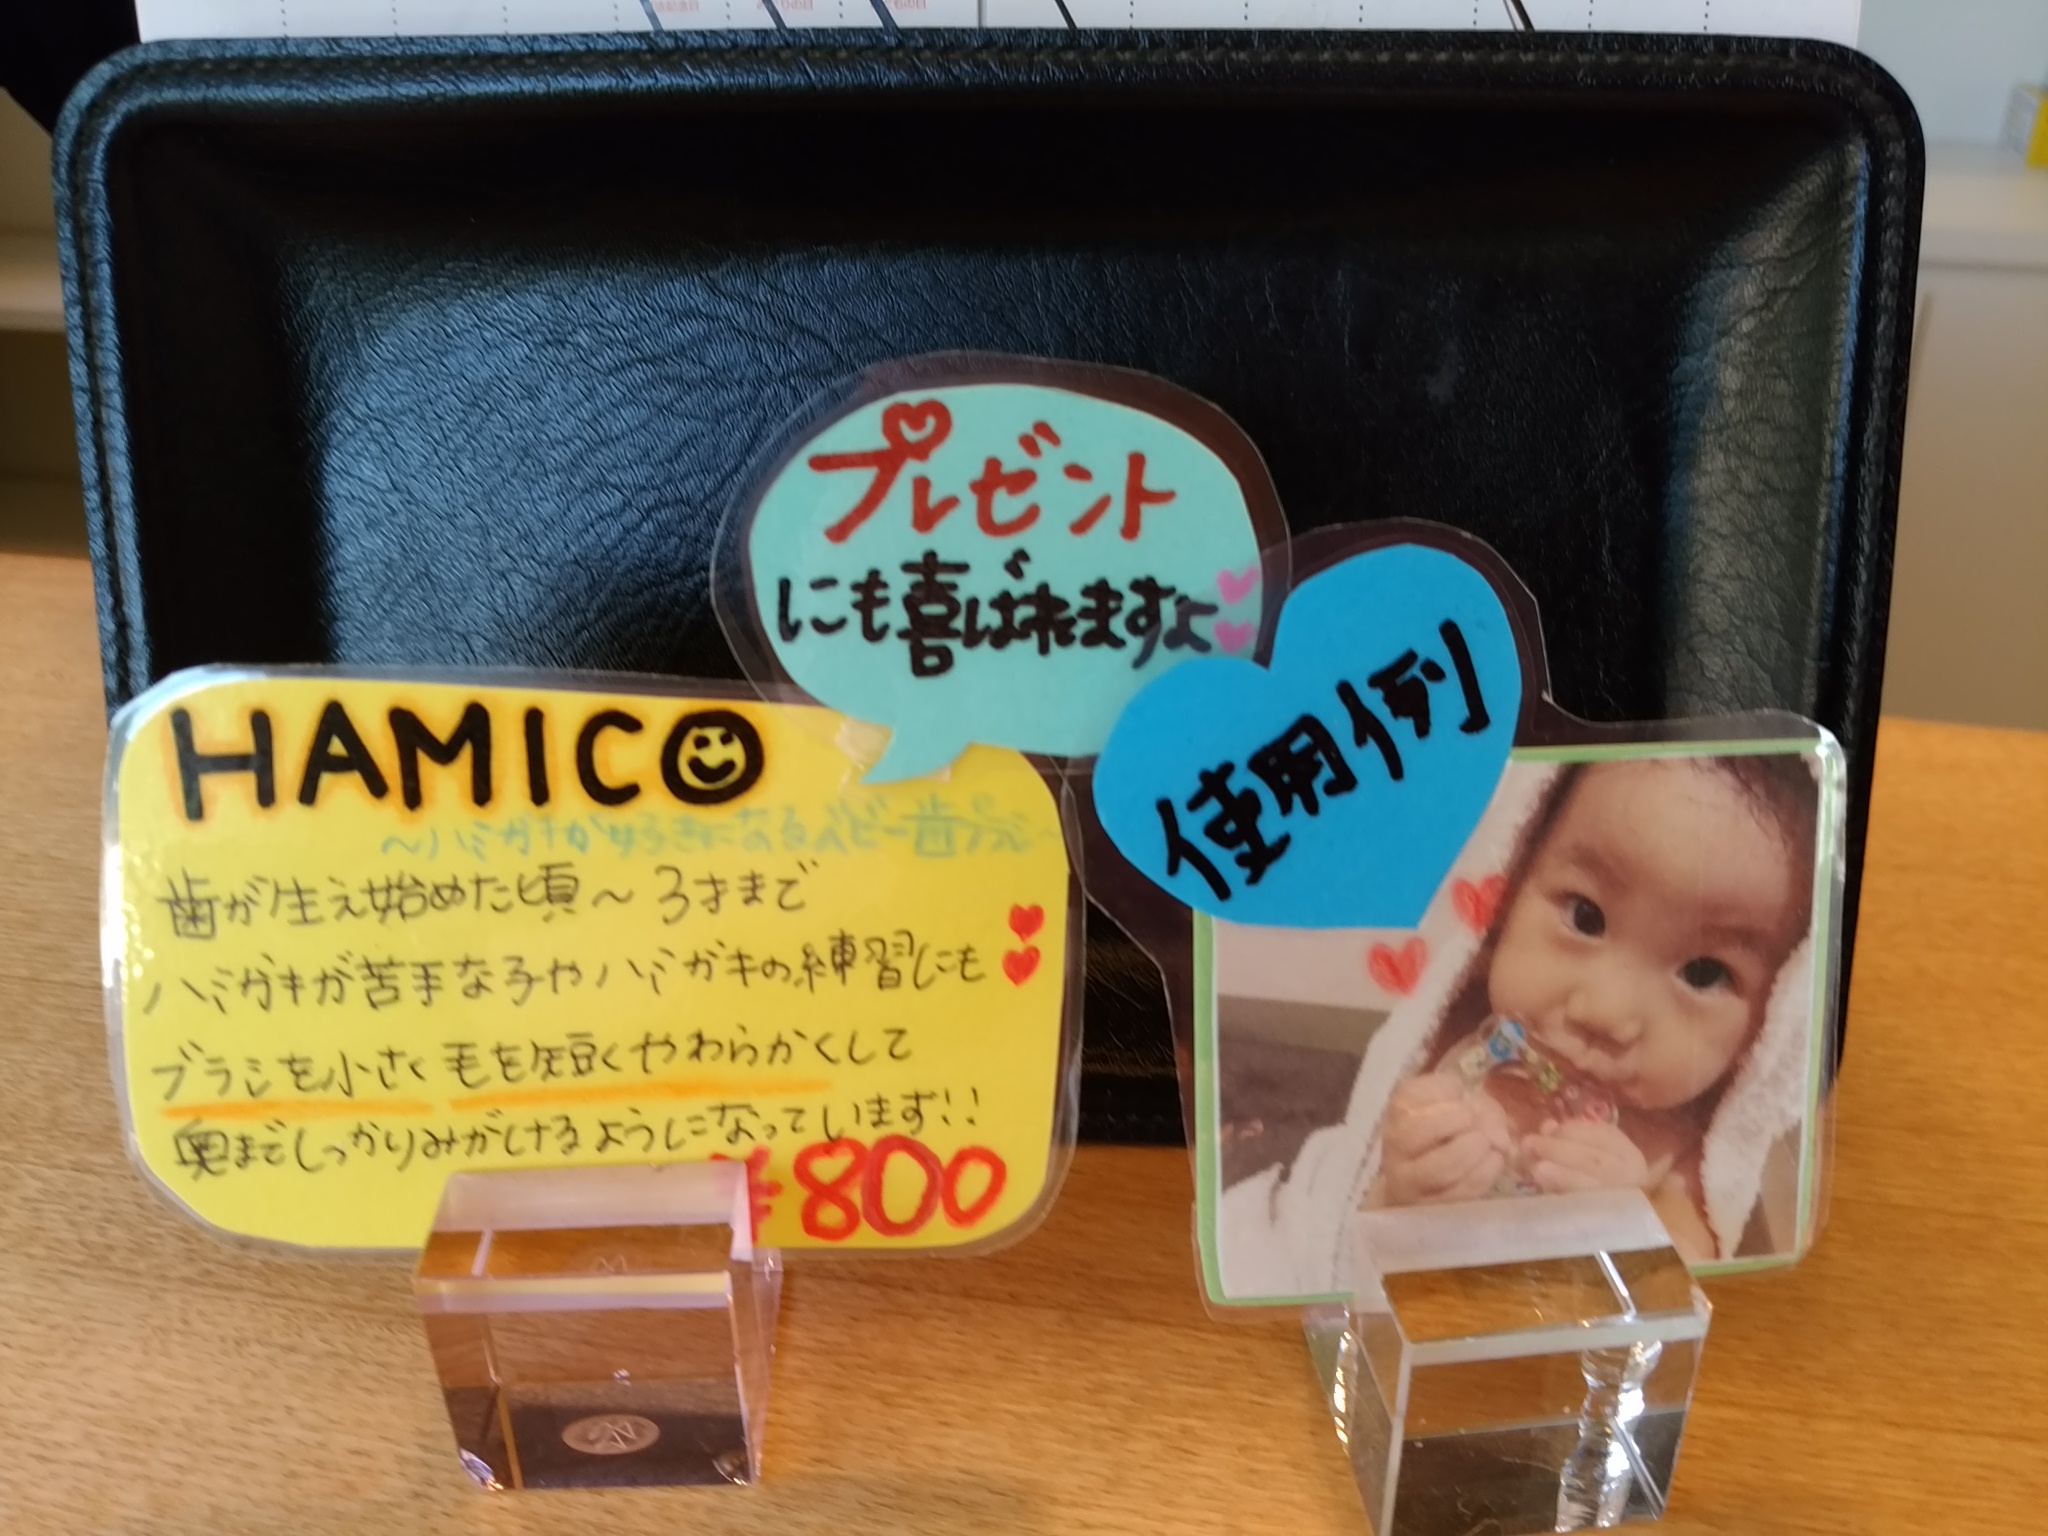 プレゼント
にも喜ばれますよ
使用例
HAMICO
～ハミガキが好きになるベビー歯ブラシ～
歯が生え始めた頃～3才まで
ハミガキが苦手な子やハミガキの練習にも
ブラシを小さく毛を短くやわらかくして
奥までしっかりみがけるようになっています!!
¥800